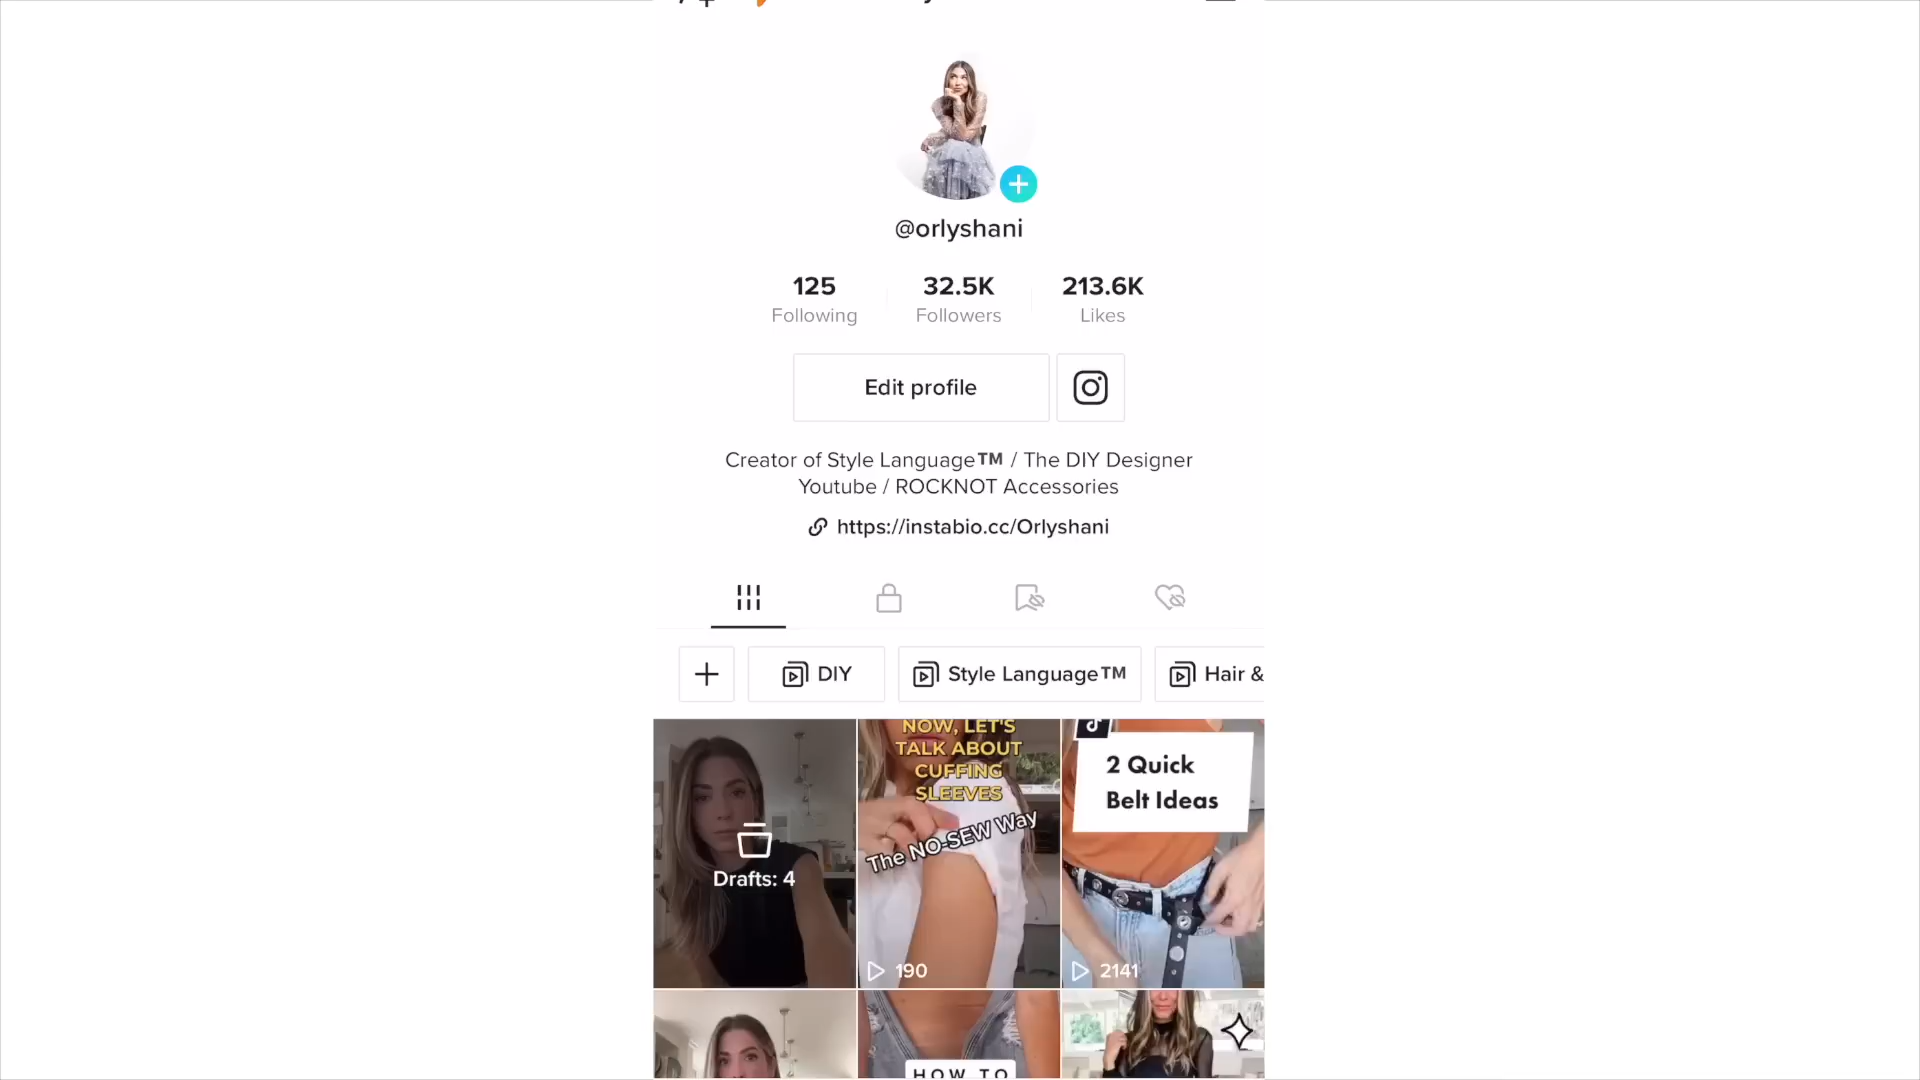 @orlyshani
125 32.5K 213.6K
Following Followers Likes
Edit profile
Creator of Style Language™ / The DIY Designer
Youtube / ROCKNOT Accessories
https://instabio.cc/Orlyshani
DIY Style Language™ Hair &
NOW, LET'S
TALK ABOUT
CUFFING
SLEEVES
The NO-SEW Way
2 Quick
Belt Ideas
Drafts: 4
190
2141
HOW TO